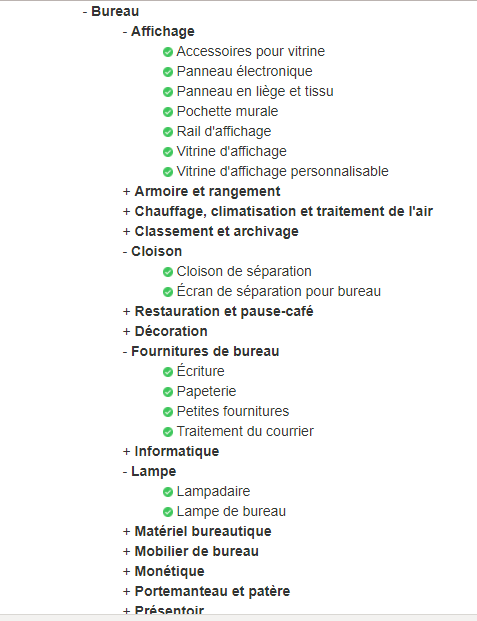 - Bureau
- Affichage
Accessoires pour vitrine
Panneau électronique
Panneau en liège et tissu
Pochette murale
Rail d'affichage
Vitrine d'affichage
Vitrine d'affichage personnalisable
+ Armoire et rangement
+ Chauffage, climatisation et traitement de l'air
+ Classement et archivage
- Cloison
Cloison de séparation
Écran de séparation pour bureau
+ Restauration et pause-café
+ Décoration
- Fournitures de bureau
Écriture
Papeterie
Petites fournitures
Traitement du courrier
+ Informatique
- Lampe
Lampadaire
Lampe de bureau
+ Matériel bureautique
+ Mobilier de bureau
+ Monétique
+ Portemanteau et patère
+ Présentoir